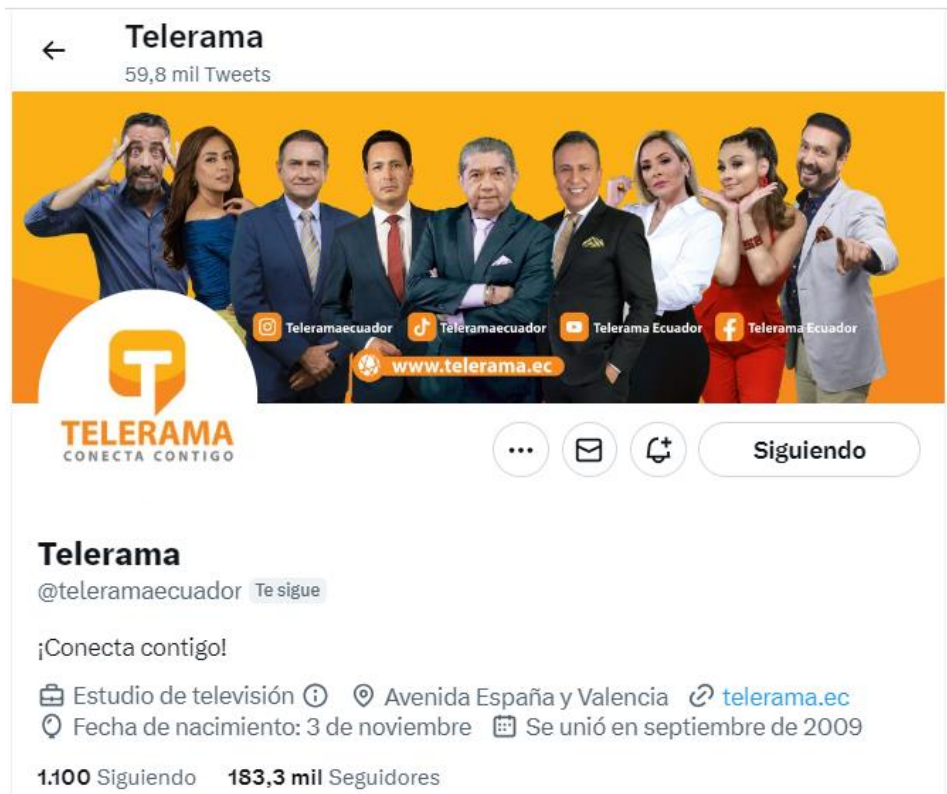 Telerama
59,8 mil Tweets
Teleramaecuador Teleramaecuador Telerama Ecuador Telerama Ecuador
www.telerama.ec
TELERAMA
CONECTA CONTIGO
Siguiendo
Telerama
@teleramaecuador Te sigue
¡Conecta contigo!
Estudio de televisión Avenida España y Valencia telerama.ec
Fecha de nacimiento: 3 de noviembre Se unió en septiembre de 2009
1.100 Siguiendo 183,3 mil Seguidores